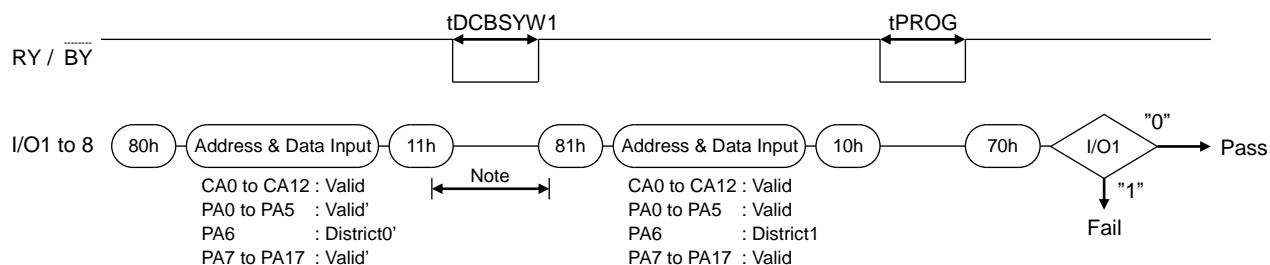 tDCBSYW1
tPROG
RY / BY
I/O1 to 8
80h
Address & Data Input
11h
81h
Address & Data Input
10h
70h
I/O1
"0"
Pass
"1"
Fail
Note
CA0 to CA12 : Valid
PA0 to PA5 : Valid'
PA6 : District0'
PA7 to PA17 : Valid'
CA0 to CA12 : Valid
PA0 to PA5 : Valid
PA6 : District1
PA7 to PA17 : Valid